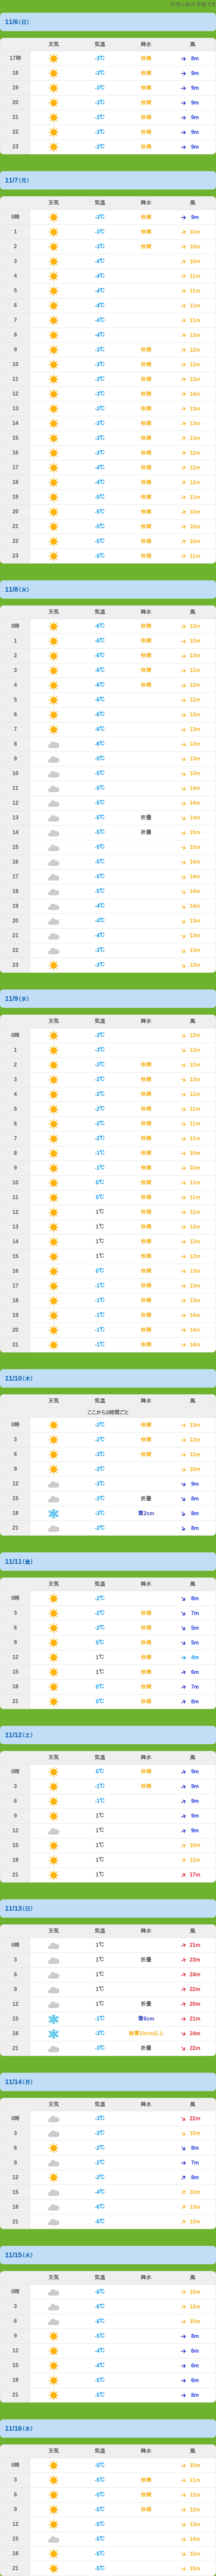 11/6(日)
天気 気温 降水 風
17時 -3℃ 快晴 8m
18 -3℃ 快晴 9m
19 -3℃ 快晴 9m
20 -3℃ 快晴 9m
21 -3℃ 快晴 9m
22 -3℃ 快晴 9m
23 -3℃ 快晴 9m
11/7(月)
天気 気温 降水 風
0時 -3℃ 快晴 9m
1 -3℃ 快晴 10m
2 -3℃ 快晴 10m
3 -4℃ 10m
4 -4℃ 11m
5 -4℃ 11m
6 -4℃ 11m
7 -4℃ 11m
8 -4℃ 12m
9 -3℃ 快晴 12m
10 -3℃ 快晴 12m
11 -3℃ 快晴 13m
12 -3℃ 快晴 14m
13 -3℃ 快晴 13m
14 -3℃ 快晴 13m
15 -3℃ 快晴 13m
16 -3℃ 快晴 12m
17 -4℃ 快晴 12m
18 -4℃ 快晴 12m
19 -5℃ 快晴 11m
20 -5℃ 快晴 10m
21 -5℃ 快晴 10m
22 -5℃ 快晴 10m
23 -5℃ 快晴 11m
11/8(火)
天気 気温 降水 風
0時 -6℃ 快晴 12m
1 -6℃ 快晴 12m
2 -6℃ 快晴 12m
3 -6℃ 快晴 12m
4 -6℃ 快晴 12m
5 -6℃ 12m
6 -6℃ 13m
7 -6℃ 13m
8 -6℃ 13m
9 -5℃ 15m
10 -5℃ 13m
11 -5℃ 14m
12 -5℃ 14m
13 -5℃ 折曇 14m
14 -5℃ 折曇 15m
15 -5℃ 15m
16 -5℃ 14m
17 -5℃ 14m
18 -5℃ 14m
19 -4℃ 14m
20 -4℃ 13m
21 -4℃ 13m
22 -3℃ 13m
23 -3℃ 13m
11/9(水)
天気 気温 降水 風
0時 -3℃ 13m
1 -3℃ 12m
2 -3℃ 快晴 12m
3 -2℃ 快晴 12m
4 -2℃ 快晴 12m
5 -2℃ 快晴 11m
6 -2℃ 快晴 11m
7 -2℃ 快晴 11m
8 -1℃ 快晴 10m
9 -1℃ 快晴 10m
10 0℃ 快晴 11m
11 0℃ 快晴 11m
12 1℃ 快晴 12m
13 1℃ 快晴 12m
14 1℃ 快晴 12m
15 1℃ 快晴 12m
16 0℃ 快晴 13m
17 -1℃ 快晴 13m
18 -1℃ 快晴 13m
19 -1℃ 快晴 14m
20 -1℃ 快晴 14m
21 -1℃ 快晴 14m
11/10(木)
天気 気温 降水 風
ここから3時間ごと
0時 -2℃ 快晴 13m
3 -2℃ 快晴 12m
6 -3℃ 快晴 12m
9 -3℃ 10m
12 -3℃ 9m
15 -3℃ 折曇 8m
18 -3℃ 雪2cm 8m
21 -2℃ 8m
11/11(金)
天気 気温 降水 風
0時 -2℃ 8m
3 -2℃ 快晴 7m
6 -2℃ 快晴 5m
9 0℃ 快晴 5m
12 1℃ 快晴 4m
15 1℃ 快晴 6m
18 0℃ 快晴 7m
21 0℃ 快晴 8m
11/12(土)
天気 気温 降水 風
0時 0℃ 快晴 9m
3 -1℃ 快晴 9m
6 -1℃ 9m
9 1℃ 9m
12 1℃ 9m
15 1℃ 10m
18 1℃ 12m
21 1℃ 17m
11/13(日)
天気 気温 降水 風
0時 1℃ 21m
3 1℃ 折曇 23m
6 1℃ 24m
9 1℃ 22m
12 1℃ 折曇 20m
15 -1℃ 雪6cm 21m
18 -3℃ 強雪10cm以上 24m
21 -3℃ 折曇 22m
11/14(月)
天気 気温 降水 風
0時 -3℃ 22m
3 -3℃ 15m
6 -2℃ 8m
9 -2℃ 7m
12 -2℃ 8m
15 -4℃ 10m
18 -6℃ 13m
21 -6℃ 13m
11/15(火)
天気 気温 降水 風
0時 -6℃ 15m
3 -6℃ 12m
6 -6℃ 10m
9 -5℃ 8m
12 -4℃ 6m
15 -4℃ 6m
18 -5℃ 6m
21 -5℃ 8m
11/16(水)
天気 気温 降水 風
0時 -5℃ 10m
3 -5℃ 快晴 11m
6 -5℃ 快晴 12m
9 -5℃ 快晴 12m
12 -5℃ 13m
15 -5℃ 14m
18 -5℃ 15m
21 -5℃ 15m